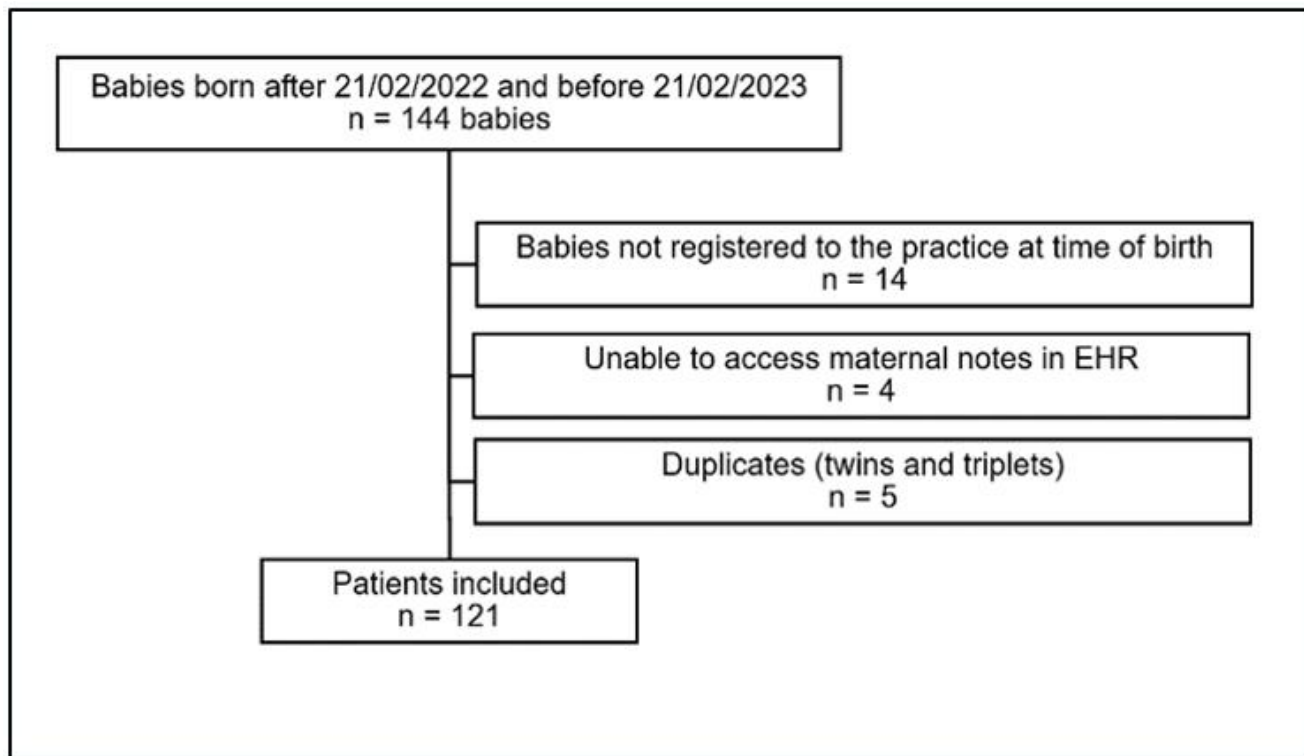 Babies born after 21/02/2022 and before 21/02/2023
n = 144 babies
Babies not registered to the practice at time of birth
n = 14
Unable to access maternal notes in EHR
n = 4
Duplicates (twins and triplets)
n = 5
Patients included
n = 121